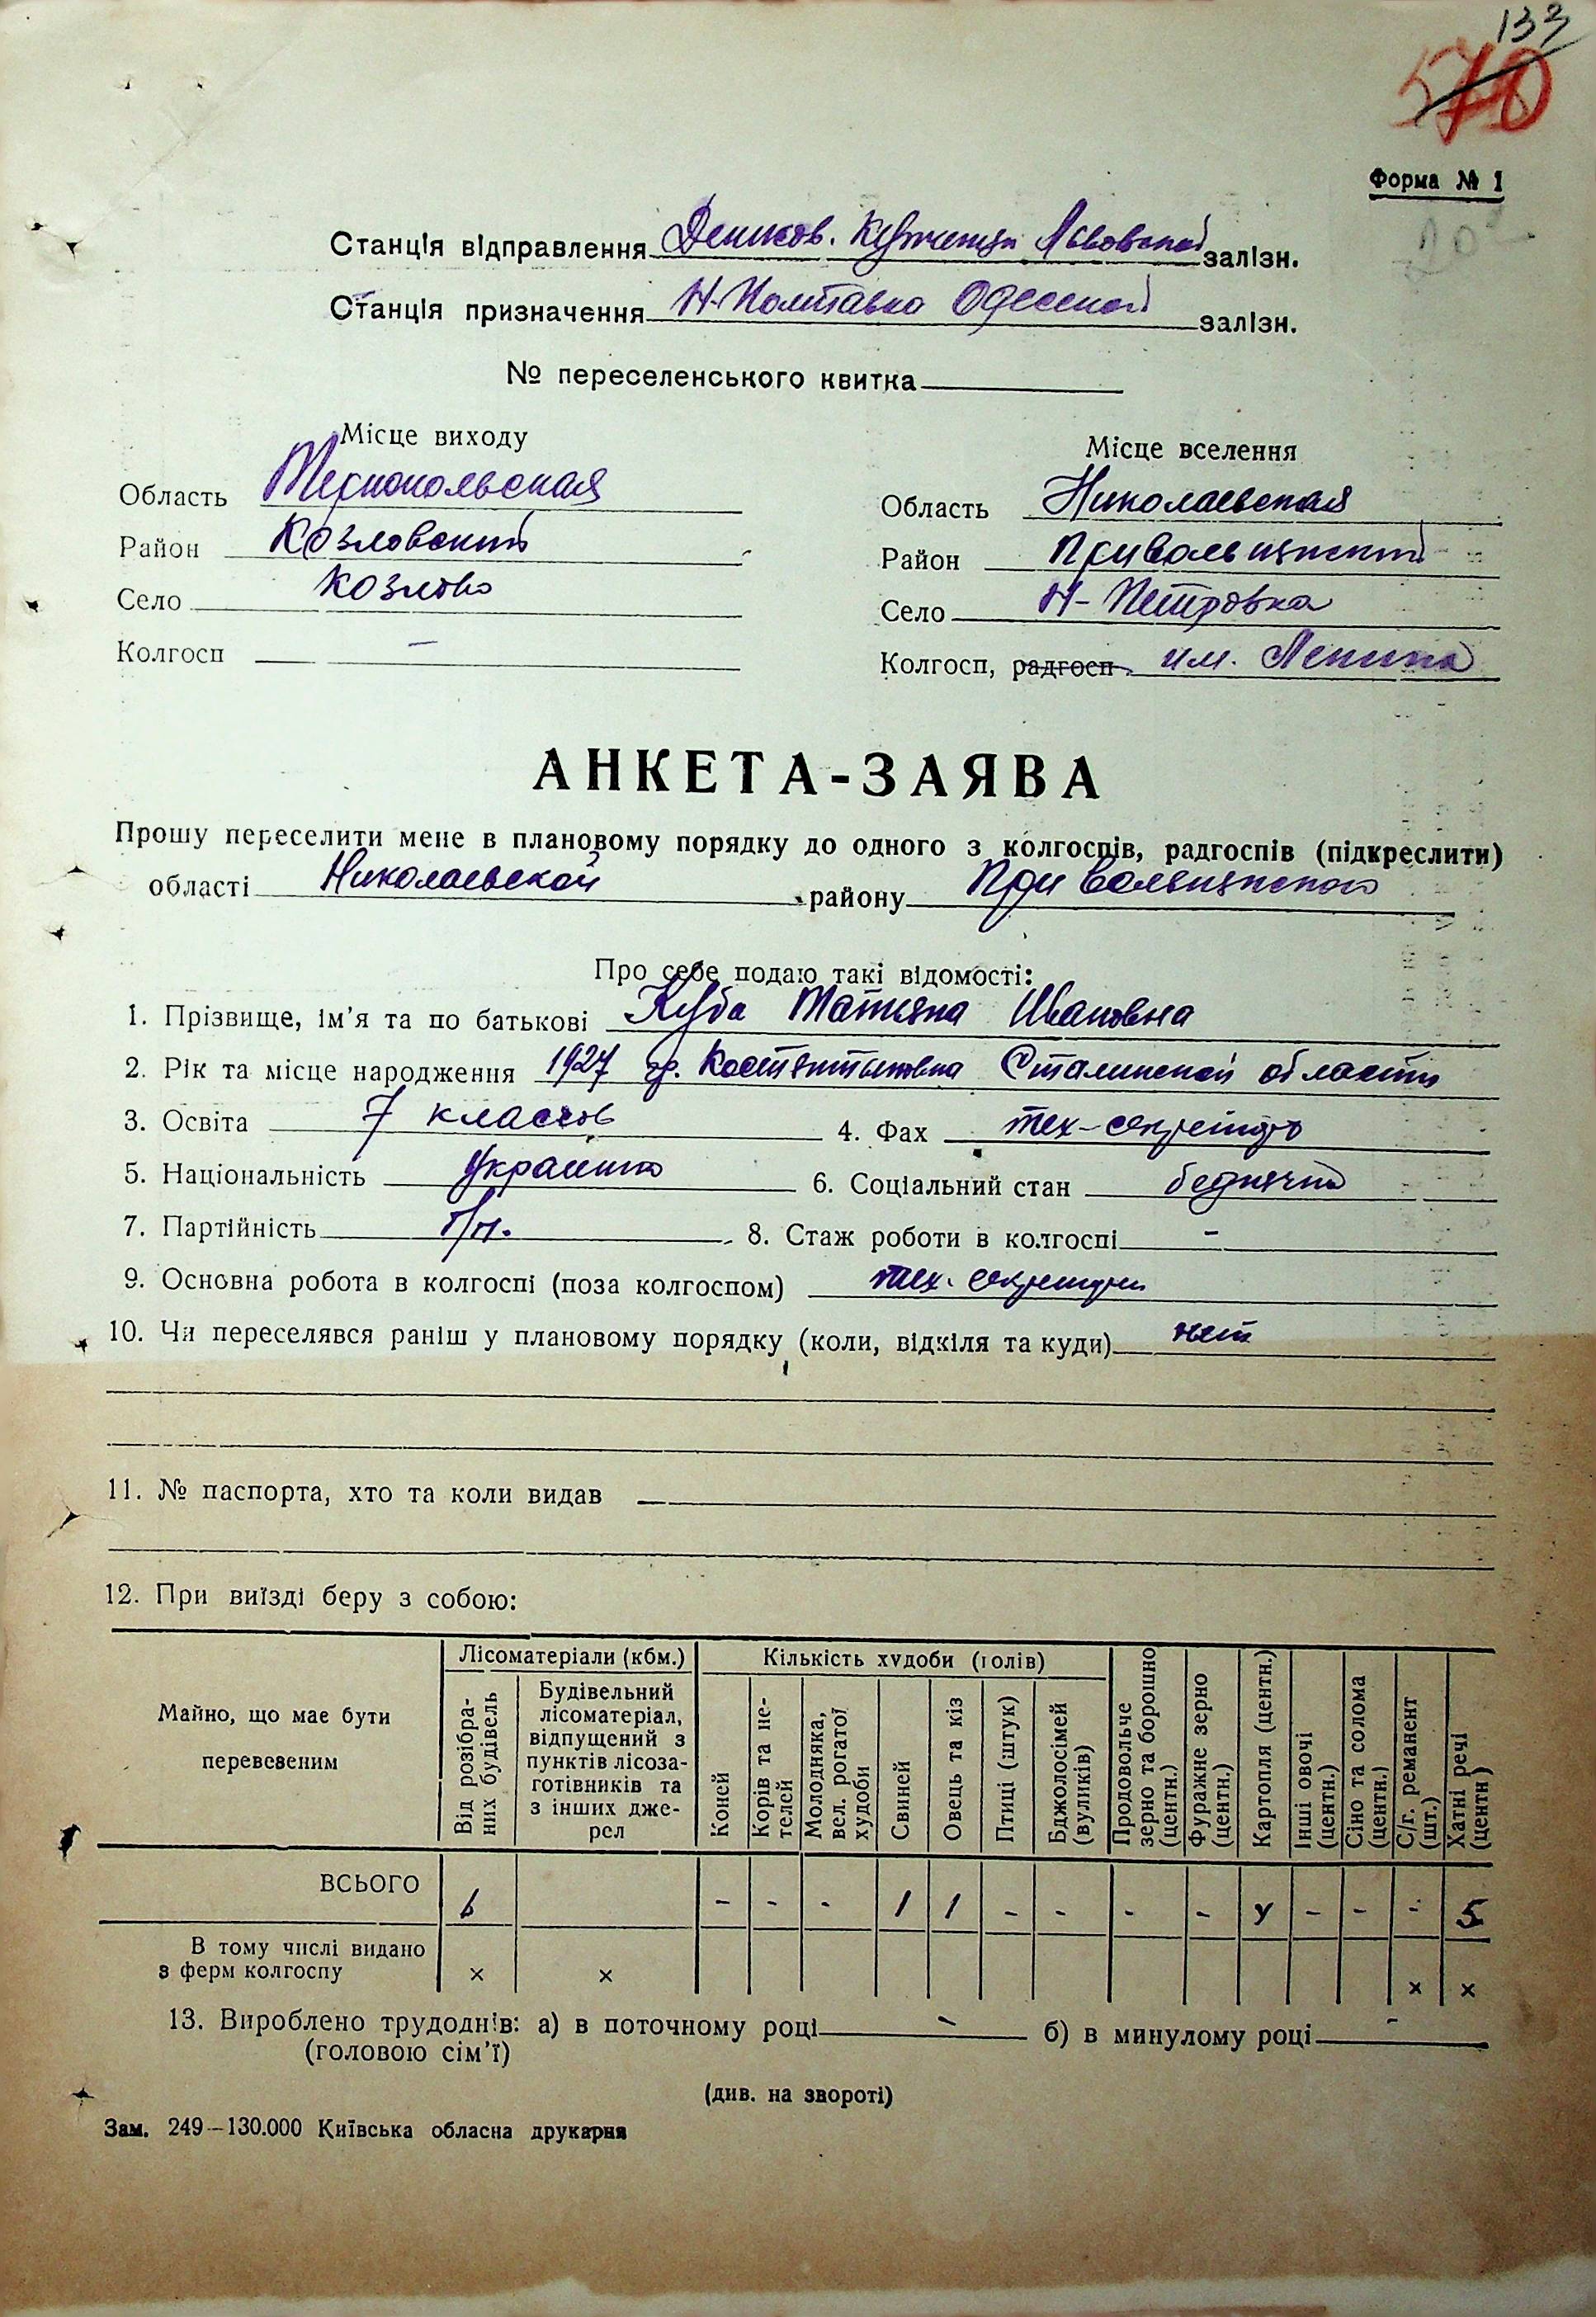 133
570
Форма № 1
Станція відправлення Денисов. Купчинци Львовской залізн.
Станція призначення Н-Полтавка Одесской залізн.
№ переселенського квитка
Місце виходу
Область Тернопольская
Район Козловский
Село Козлово
Колгосп —
Місце вселення
Область Николаевская
Район Привольнянский
Село Н-Петровка
Колгосп, радгосп им. Ленина
АНКЕТА-ЗАЯВА
Прошу переселити мене в плановому порядку до одного з колгоспів, радгоспів (підкреслити)
області Николаевской району Привольнянского
Про себе подаю такі відомості:
1. Прізвище, ім’я та по батькові Куба Татьяна Ивановна
2. Рік та місце народження 1927 гр. Константиновка Сталинской области
3. Освіта 7 классов 4. Фах тех-секретарь
5. Національність украинка 6. Соціальний стан беднячка
7. Партійність б/п. 8. Стаж роботи в колгоспі -
9. Основна робота в колгоспі (поза колгоспом) тех. секретарь
10. Чи переселявся раніш у плановому порядку (коли, відкіля та куди) нет
11. № паспорта, хто та коли видав
12. При виїзді беру з собою:
Майно, що має бути перевезеним
Лісоматеріали (кбм.)
Від розібраних будівель
Будівельний лісоматеріал, відпущений з пунктів лісозаготівників та з інших джерел
Кількість худоби (голів)
Коней
Корів та нетелей
Молодняка, вел. рогатої худоби
Свиней
Овець та кіз
Птиці (штук)
Бджолосімей (вуликів)
Продовольче зерно та борошно (центн.)
Фуражне зерно (центн.)
Картопля (центн.)
Інші овочі (центн.)
Сіно та солома (центн.)
С/г. реманент (шт.)
Хатні речі (центн)
ВСЬОГО 6 - - - 1 1 - - - - - - - 5
В тому числі видано
з ферм колгоспу × × × ×
13. Вироблено трудоднів: а) в поточному році - б) в минулому році -
(головою сім’ї)
(див. на звороті)
Зам. 249—130.000 Київська обласна друкарня